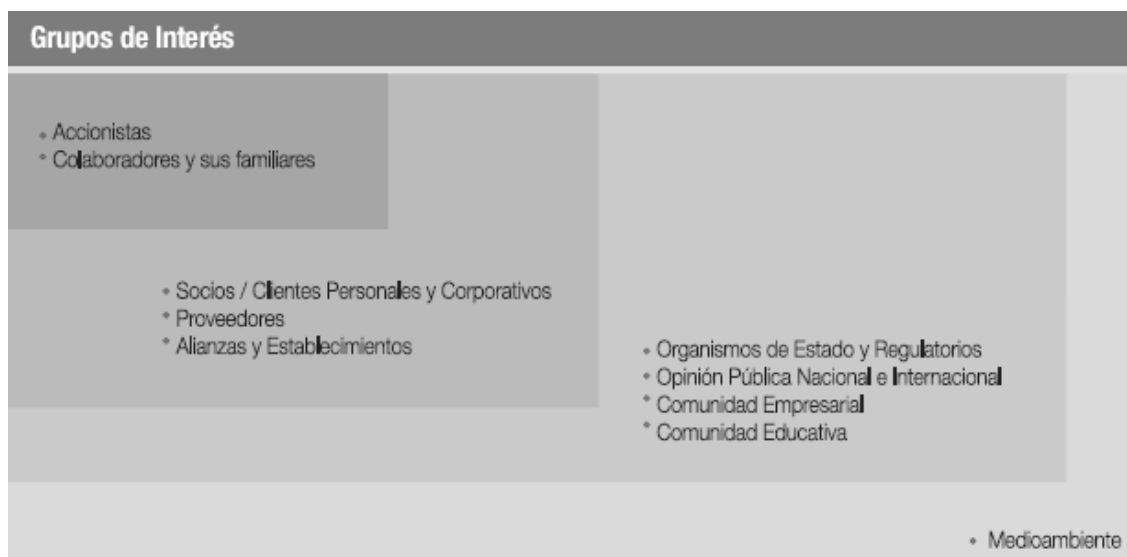 Grupos de Interés
• Accionistas
• Colaboradores y sus familiares
• Socios / Clientes Personales y Corporativos
• Proveedores
• Alianzas y Establecimientos
• Organismos de Estado y Regulatorios
• Opinión Pública Nacional e Internacional
• Comunidad Empresarial
• Comunidad Educativa
• Medioambiente